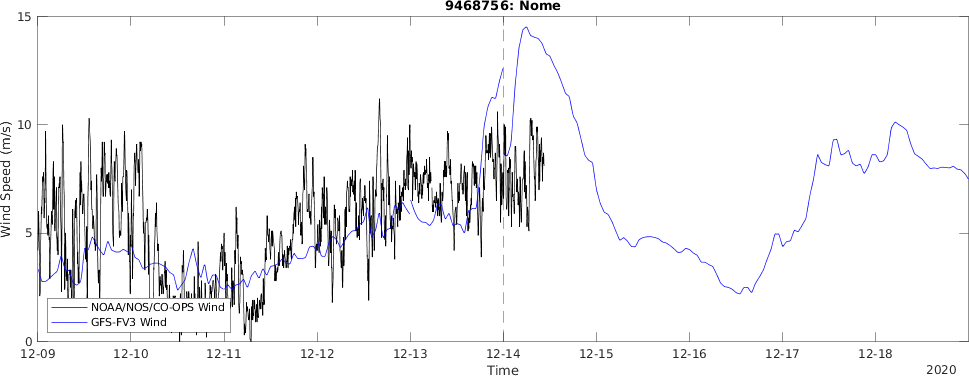 9468756: Nome
Wind Speed (m/s)
15
10
5
0
NOAA/NOS/CO-OPS Wind
GFS-FV3 Wind
12-09 12-10 12-11 12-12 12-13 12-14 12-15 12-16 12-17 12-18
Time
2020